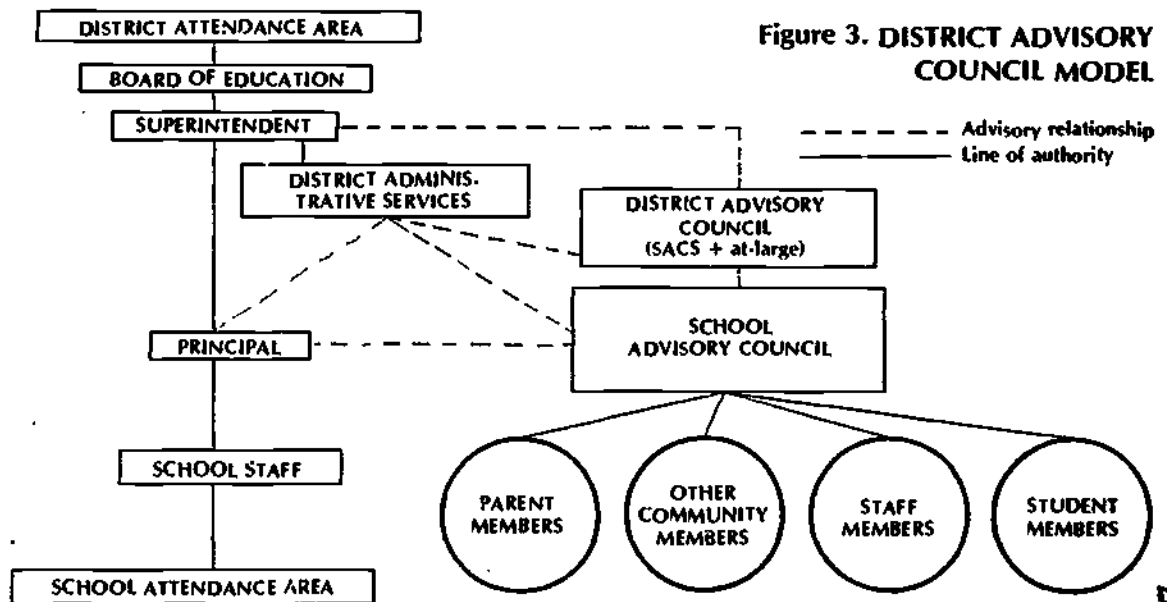 DISTRICT ATTENDANCE AREA
BOARD OF EDUCATION
SUPERINTENDENT
DISTRICT ADMINIS-
TRATIVE SERVICES
Figure 3. DISTRICT ADVISORY
COUNCIL MODEL
Advisory relationship
Line of authority
DISTRICT ADVISORY
COUNCIL
(SACS + at-large)
PRINCIPAL
SCHOOL
ADVISORY COUNCIL
SCHOOL STAFF
PARENT
MEMBERS
OTHER
COMMUNITY
MEMBERS
STAFF
MEMBERS
STUDENT
MEMBERS
SCHOOL ATTENDANCE AREA